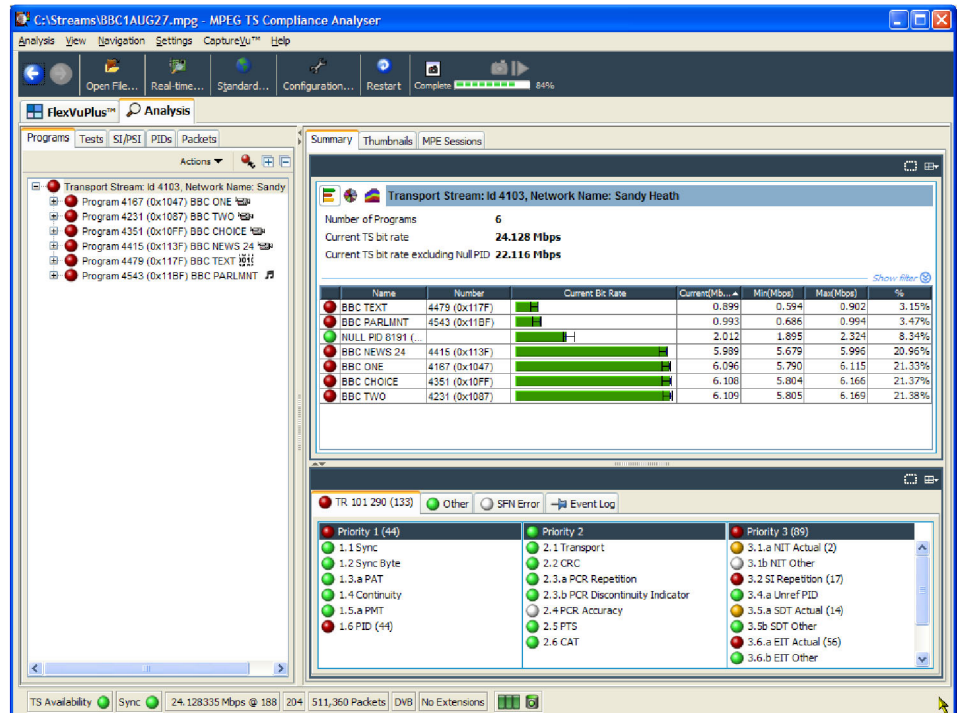 C:\Streams\BBC1AUG27.mpg - MPEG TS Compliance Analyser
Analysis View Navigation Settings CaptureVu™ Help
Open File... Real-time... Standard... Configuration... Restart Complete 84%
FlexVuPlus™ Analysis
Programs Tests SI/PSI PIDs Packets
Actions
Transport Stream: Id 4103, Network Name: Sandy
Program 4167 (0x1047) BBC ONE
Program 4231 (0x1087) BBC TWO
Program 4351 (0x10FF) BBC CHOICE
Program 4415 (0x113F) BBC NEWS 24
Program 4479 (0x117F) BBC TEXT
Program 4543 (0x11BF) BBC PARLMNT
Summary Thumbnails MPE Sessions
Transport Stream: Id 4103, Network Name: Sandy Heath
Number of Programs 6
Current TS bit rate 24.128 Mbps
Current TS bit rate excluding Null PID 22.116 Mbps
Show filter
Name Number Current Bit Rate Current(Mb... Min(Mbps) Max(Mbps) %
BBC TEXT 4479 (0x117F) 0.899 0.594 0.902 3.15%
BBC PARLMNT 4543 (0x11BF) 0.993 0.686 0.994 3.47%
NULL PID 8191 (... 2.012 1.895 2.324 8.34%
BBC NEWS 24 4415 (0x113F) 5.989 5.679 5.996 20.96%
BBC ONE 4167 (0x1047) 6.096 5.790 6.115 21.33%
BBC CHOICE 4351 (0x10FF) 6.108 5.804 6.166 21.37%
BBC TWO 4231 (0x1087) 6.109 5.805 6.169 21.38%
TR 101 290 (133) Other SFN Error Event Log
Priority 1 (44)
1.1 Sync
1.2 Sync Byte
1.3.a PAT
1.4 Continuity
1.5.a PMT
1.6 PID (44)
Priority 2
2.1 Transport
2.2 CRC
2.3.a PCR Repetition
2.3.b PCR Discontinuity Indicator
2.4 PCR Accuracy
2.5 PTS
2.6 CAT
Priority 3 (89)
3.1.a NIT Actual (2)
3.1b NIT Other
3.2 SI Repetition (17)
3.4.a Unref PID
3.5.a SDT Actual (14)
3.5b SDT Other
3.6.a EIT Actual (56)
3.6.b EIT Other
TS Availability Sync 24.128335 Mbps @ 188 204 511,360 Packets DVB No Extensions